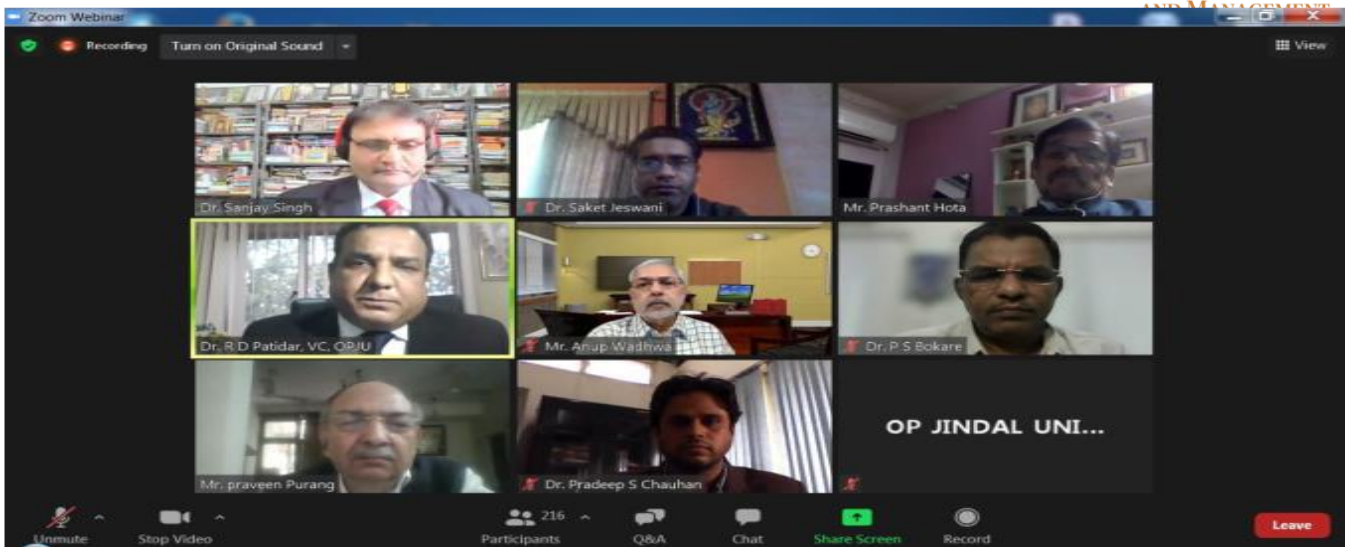 AND MANAGEMENT
Zoom Webinar
Recording
Turn on Original Sound
View
Dr. Sanjay Singh
Dr. Saket Jeswani
Mr. Prashant Hota
Dr. R D Patidar, VC, OPJU
Mr. Anup Wadhwa
Dr. P S Bokare
Mr. praveen Purang
Dr. Pradeep S Chauhan
OP JINDAL UNI...
Unmute
Stop Video
216
Participants
Q&A
Chat
Share Screen
Record
Leave